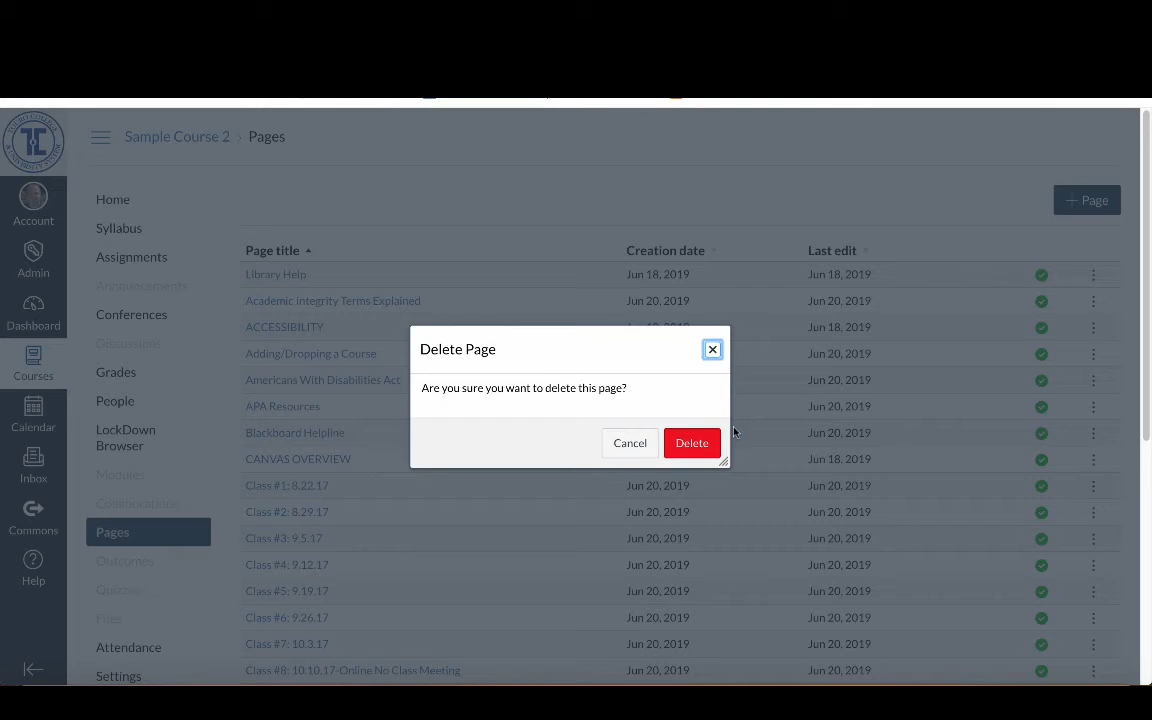 Sample Course 2 › Pages
Account
Admin
Dashboard
Courses
Calendar
Inbox
Commons
Help
Home
Syllabus
Assignments
Announcements
Conferences
Discussions
Grades
People
LockDown
Browser
Modules
Collaborations
Pages
Outcomes
Quizzes
Files
Attendance
Settings
+ Page
Page title Creation date Last edit
Library Help Jun 18, 2019 Jun 18, 2019
Academic Integrity Terms Explained Jun 20, 2019 Jun 20, 2019
ACCESSIBILITY Jun 18, 2019
Adding/Dropping a Course Jun 20, 2019
Americans With Disabilities Act Jun 20, 2019
APA Resources Jun 20, 2019
Blackboard Helpline Jun 20, 2019
CANVAS OVERVIEW Jun 18, 2019
Class #1: 8.22.17 Jun 20, 2019 Jun 20, 2019
Class #2: 8.29.17 Jun 20, 2019 Jun 20, 2019
Class #3: 9.5.17 Jun 20, 2019 Jun 20, 2019
Class #4. 9.12.17 Jun 20, 2019 Jun 20, 2019
Class #5: 9.19.17 Jun 20, 2019 Jun 20, 2019
Class #6: 9.26.17 Jun 20, 2019 Jun 20, 2019
Class #7: 10.3.17 Jun 20, 2019 Jun 20, 2019
Class #8: 10.10.17-Online No Class Meeting Jun 20, 2019 Jun 20, 2019
Delete Page
Are you sure you want to delete this page?
Cancel Delete